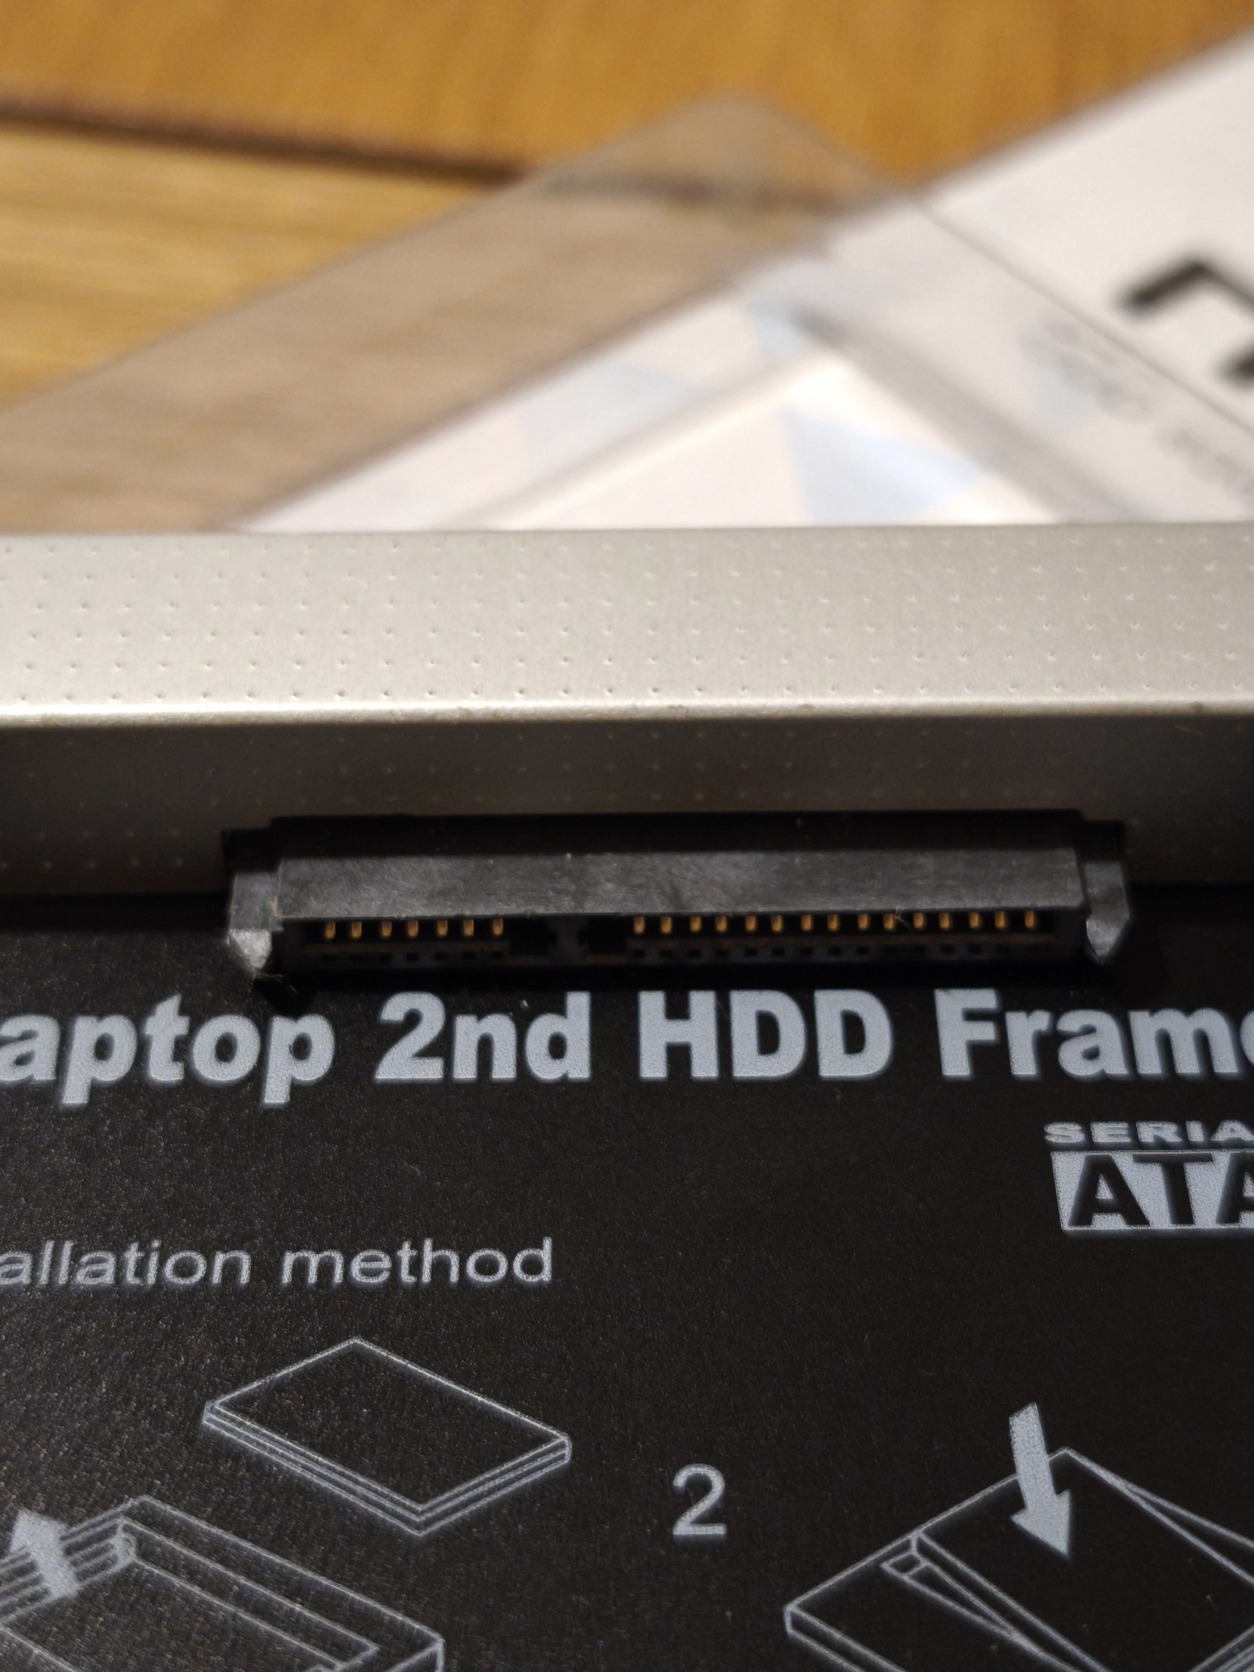 aptop 2nd HDD Frame
SERIA
ATA
allation method
2